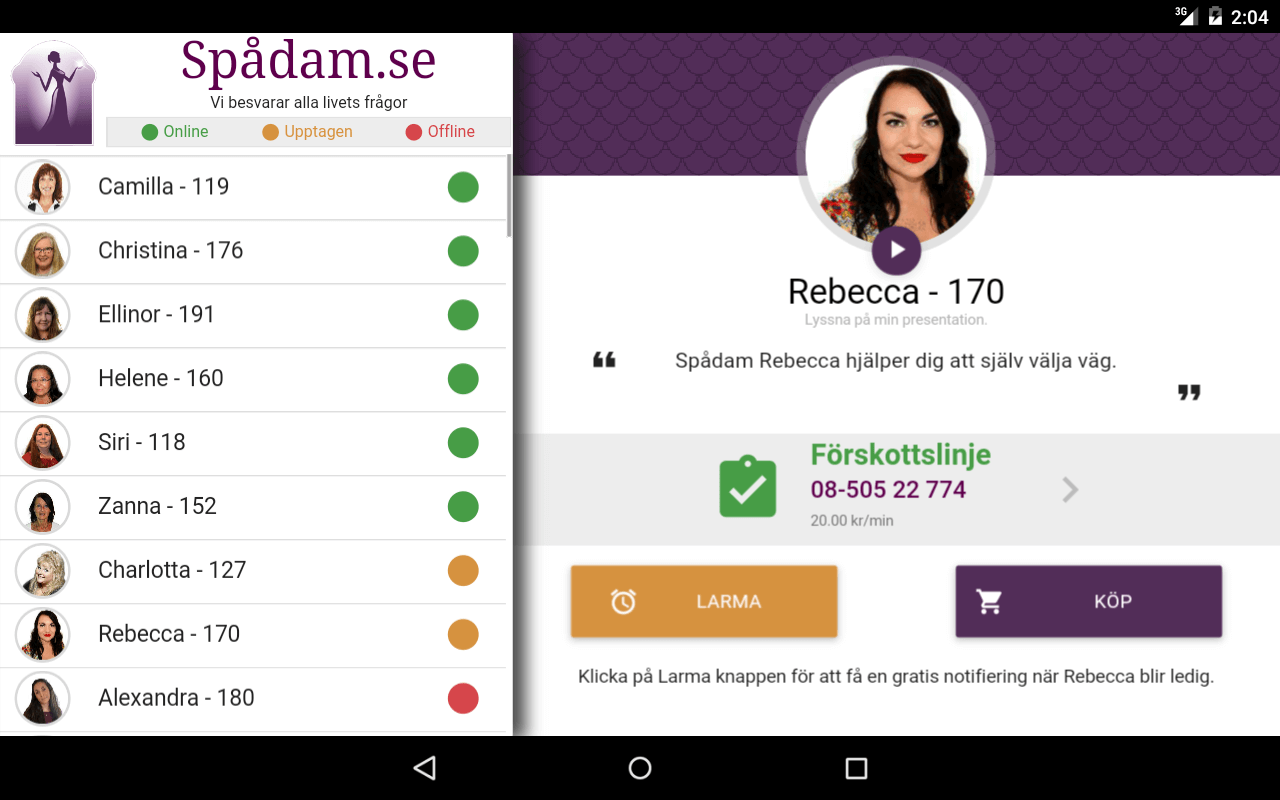 3G 2:04
Spådam.se
Vi besvarar alla livets frågor
Online Upptagen Offline
Camilla - 119
Christina - 176
Ellinor - 191
Helene - 160
Siri - 118
Zanna - 152
Charlotta - 127
Rebecca - 170
Alexandra - 180
Rebecca - 170
Lyssna på min presentation.
❝ Spådam Rebecca hjälper dig att själv välja väg.
❞
Förskottslinje
08-505 22 774
20.00 kr/min
LARMA KÖP
Klicka på Larma knappen för att få en gratis notifiering när Rebecca blir ledig.